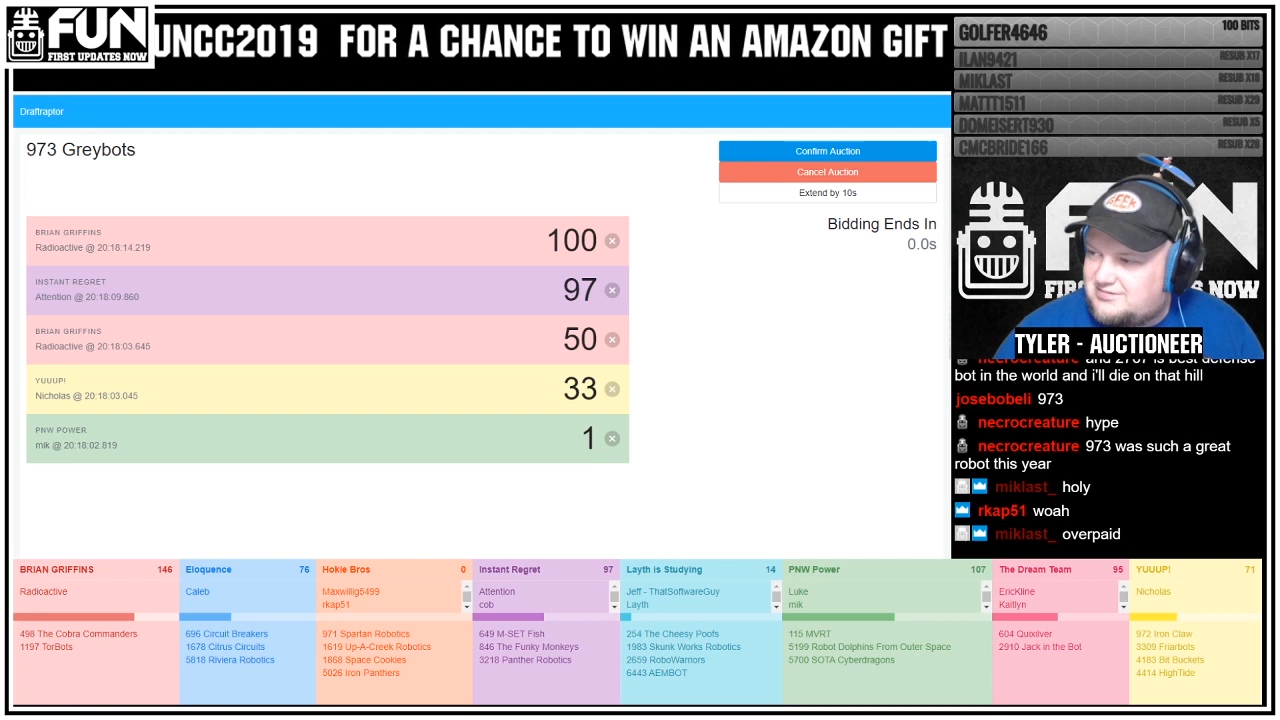 FUN
FIRST UPDATES NOW
UNCC2019 FOR A CHANCE TO WIN AN AMAZON GIFT
GOLFER4646 100 BITS
ILAN9421 RESUB X17
MIKLAST RESUB X18
MATTT1511 RESUB X29
DOMEISERT930 RESUB X5
CMCBRIDE166 RESUB X28
Draftraptor
973 Greybots
Confirm Auction
Cancel Auction
Extend by 10s
Bidding Ends In
0.0s
BRIAN GRIFFINS
Radioactive @ 20:18:14.219
100
INSTANT REGRET
Attention @ 20:18:09.860
97
BRIAN GRIFFINS
Radioactive @ 20:18:03.645
50
YUUUP!
Nicholas @ 20:18:03.045
33
PNW POWER
mik @ 20:18:02.819
1
GEEK
TYLER - AUCTIONEER
necrocreature and 2767 is best defense
bot in the world and i'll die on that hill
josebobeli 973
necrocreature hype
necrocreature 973 was such a great
robot this year
miklast_ holy
rkap51 woah
miklast_ overpaid
BRIAN GRIFFINS 146
Radioactive
498 The Cobra Commanders
1197 TorBots
Eloquence 76
Caleb
696 Circuit Breakers
1678 Citrus Circuits
5818 Riviera Robotics
Hokie Bros 0
Maxwillig5499
rkap51
971 Spartan Robotics
1619 Up-A-Creek Robotics
1868 Space Cookies
5026 Iron Panthers
Instant Regret 97
Attention
cob
649 M-SET Fish
846 The Funky Monkeys
3218 Panther Robotics
Layth is Studying 14
Jeff - ThatSoftwareGuy
Layth
254 The Cheesy Poofs
1983 Skunk Works Robotics
2659 RoboWarriors
6443 AEMBOT
PNW Power 107
Luke
mik
115 MVRT
5199 Robot Dolphins From Outer Space
5700 SOTA Cyberdragons
The Dream Team 95
EricKline
Kaitlyn
604 Quixilver
2910 Jack in the Bot
YUUUP! 71
Nicholas
972 Iron Claw
3309 Friarbots
4183 Bit Buckets
4414 HighTide